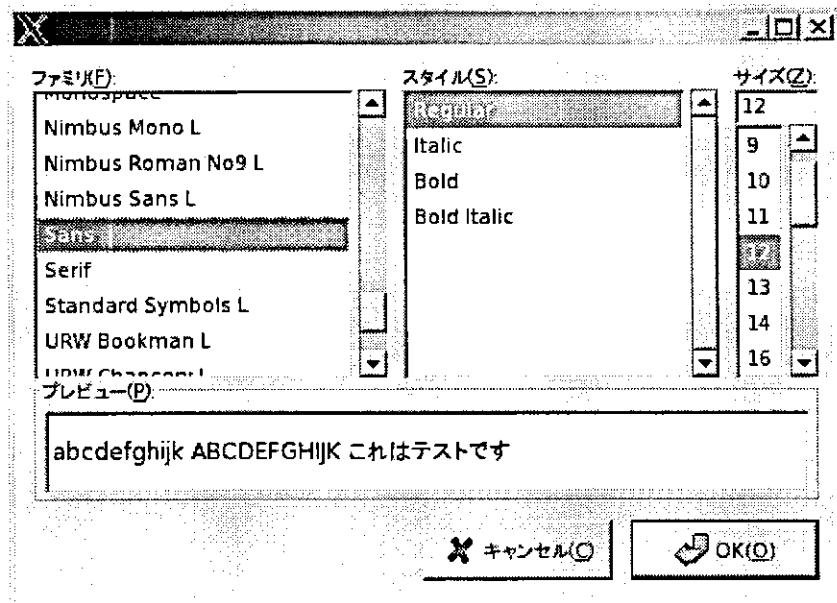 ファミリ(F):
Monospace
Nimbus Mono L
Nimbus Roman No9 L
Nimbus Sans L
Sans
Serif
Standard Symbols L
URW Bookman L
URW Chancery L
スタイル(S):
Regular
Italic
Bold
Bold Italic
サイズ(Z):
12
9
10
11
12
13
14
16
プレビュー(P):
abcdefghijk ABCDEFGHIJK これはテストです
キャンセル(C)
OK(O)